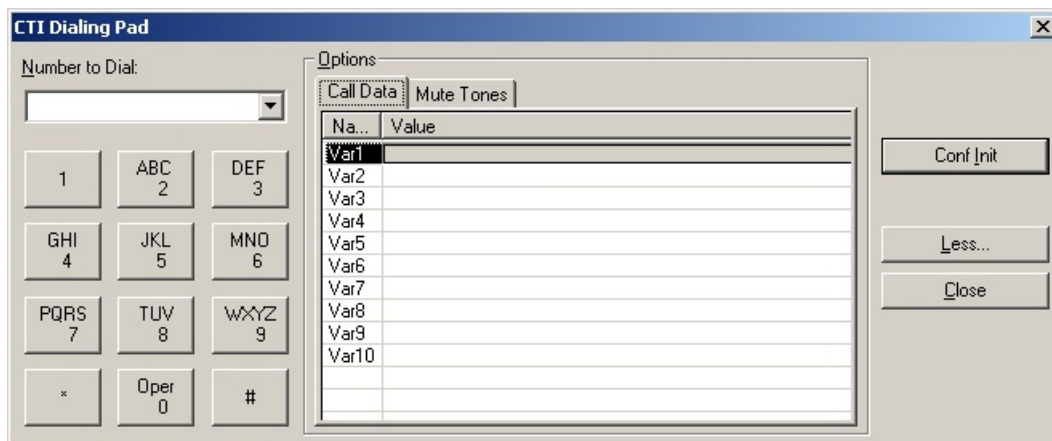 CTI Dialing Pad
Number to Dial:
1
ABC
2
DEF
3
GHI
4
JKL
5
MNO
6
PQRS
7
TUV
8
WXYZ
9
*
Oper
0
#
Options
Call Data
Mute Tones
Na... Value
Var1
Var2
Var3
Var4
Var5
Var6
Var7
Var8
Var9
Var10
Conf Init
Less...
Close